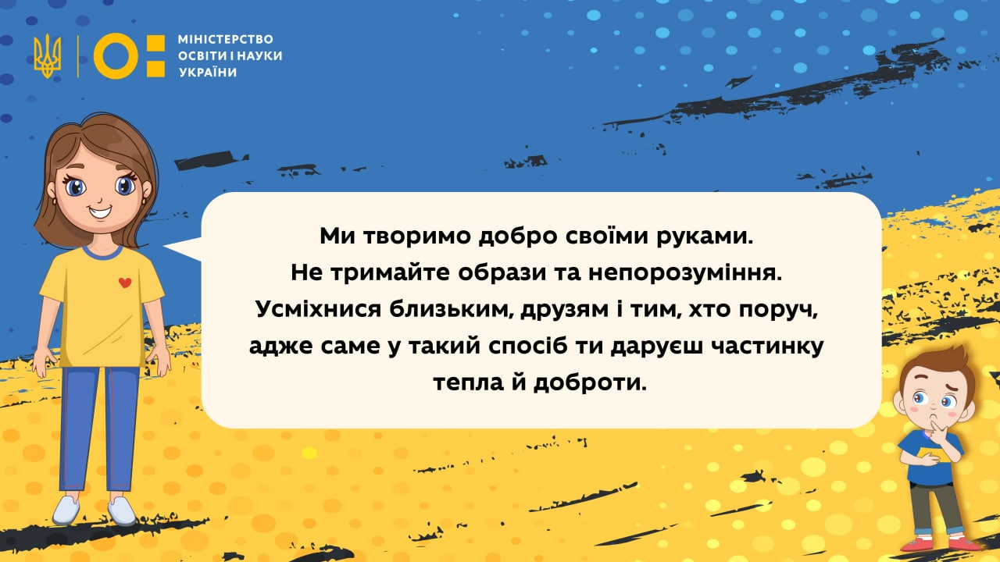 МІНІСТЕРСТВО
ОСВІТИ І НАУКИ
УКРАЇНИ
Ми творимо добро своїми руками.
Не тримайте образи та непорозуміння.
Усміхнися близьким, друзям і тим, хто поруч,
адже саме у такий спосіб ти даруєш частинку
тепла й доброти.